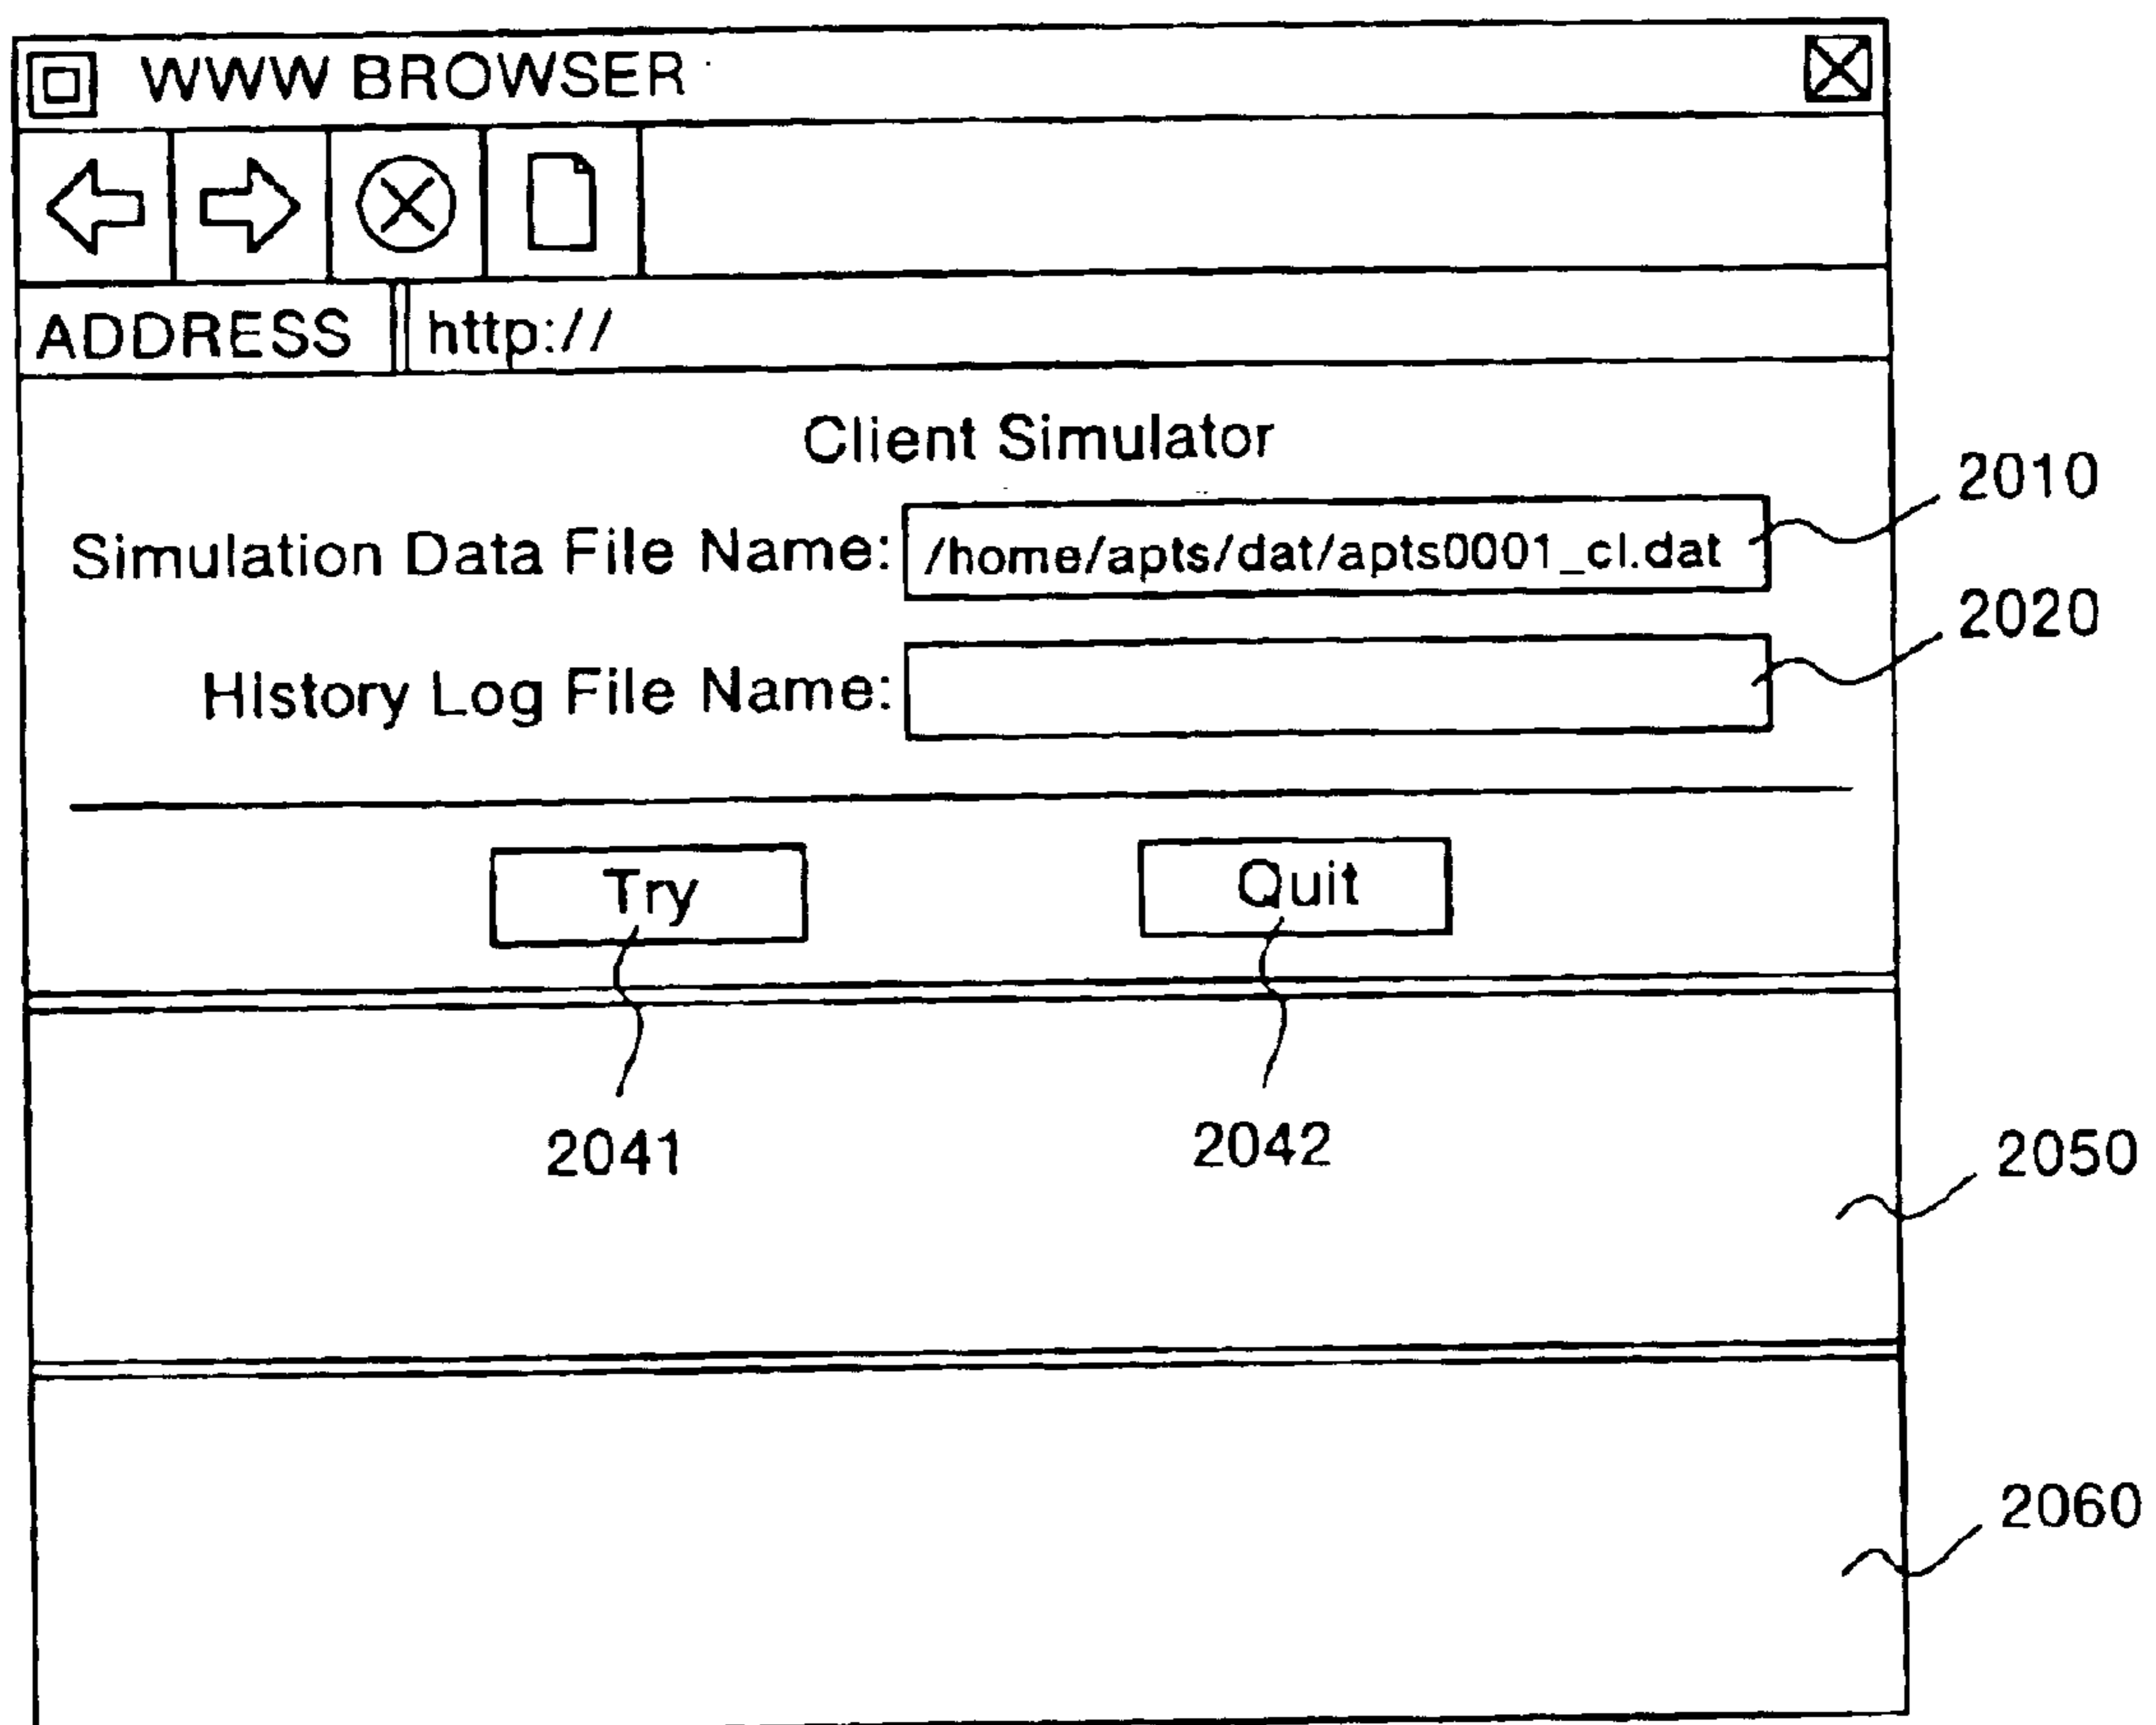 WWW BROWSER
ADDRESS http://
Client Simulator
2010
Simulation Data File Name: /home/apts/dat/apts0001_cl.dat
2020
History Log File Name:
Try Quit
2041 2042
2050
2060